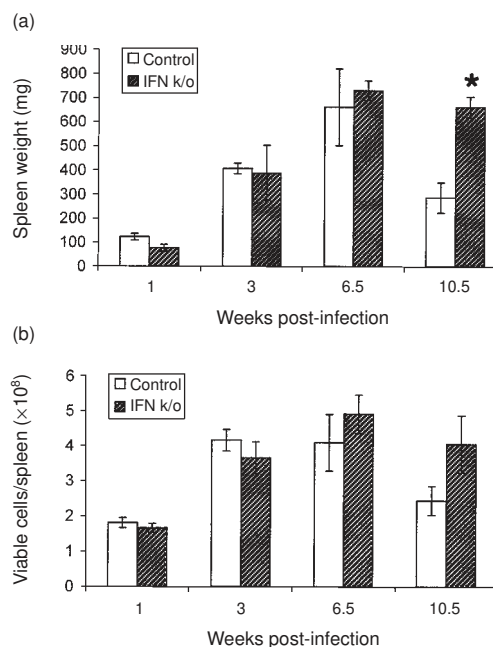 (a)
900
800
700
600
500
400
300
200
100
0
Spleen weight (mg)
Control
IFN k/o
*
1 3 6.5 10.5
Weeks post-infection
(b)
6
5
4
3
2
1
0
Viable cells/spleen (×10⁸)
Control
IFN k/o
1 3 6.5 10.5
Weeks post-infection